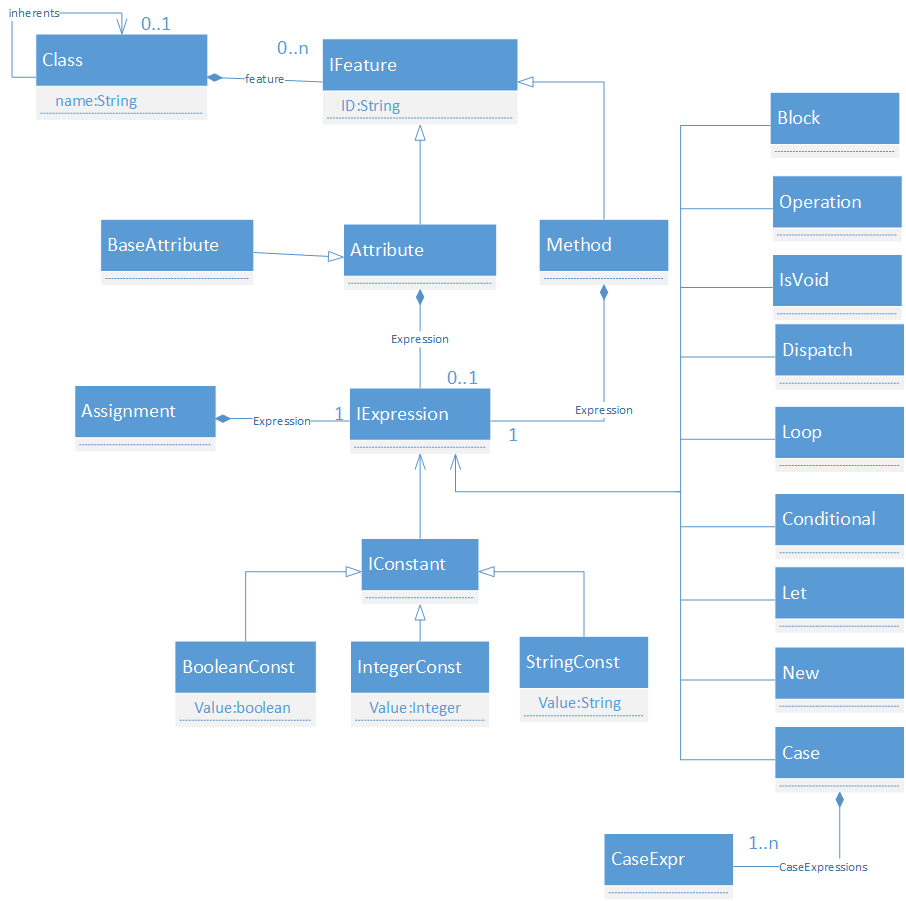 inherents
0..1
Class
name:String
feature
0..n
IFeature
ID:String
Block
Operation
BaseAttribute
Attribute
Method
IsVoid
Expression
Dispatch
0..1
Assignment
Expression
1
IExpression
Expression
1
Loop
Conditional
IConstant
Let
BooleanConst
Value:boolean
IntegerConst
Value:Integer
StringConst
Value:String
New
Case
1..n
CaseExpr
CaseExpressions